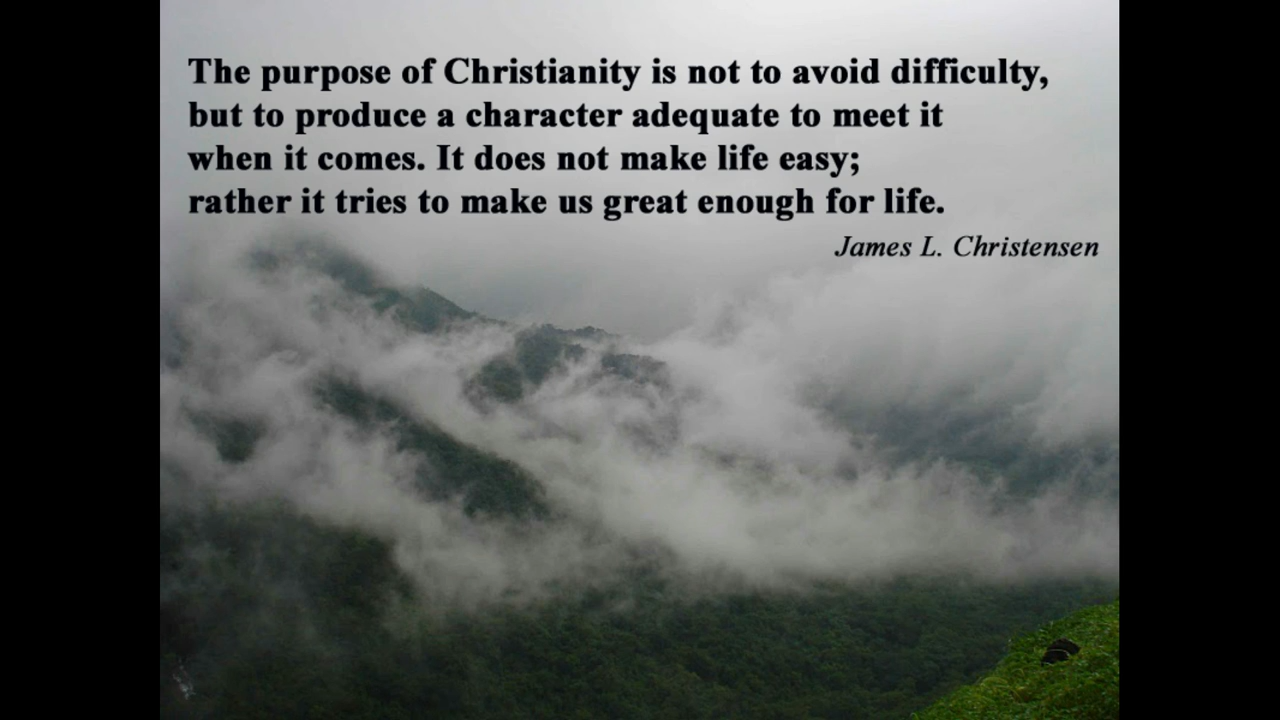 The purpose of Christianity is not to avoid difficulty,
but to produce a character adequate to meet it
when it comes. It does not make life easy;
rather it tries to make us great enough for life.
James L. Christensen